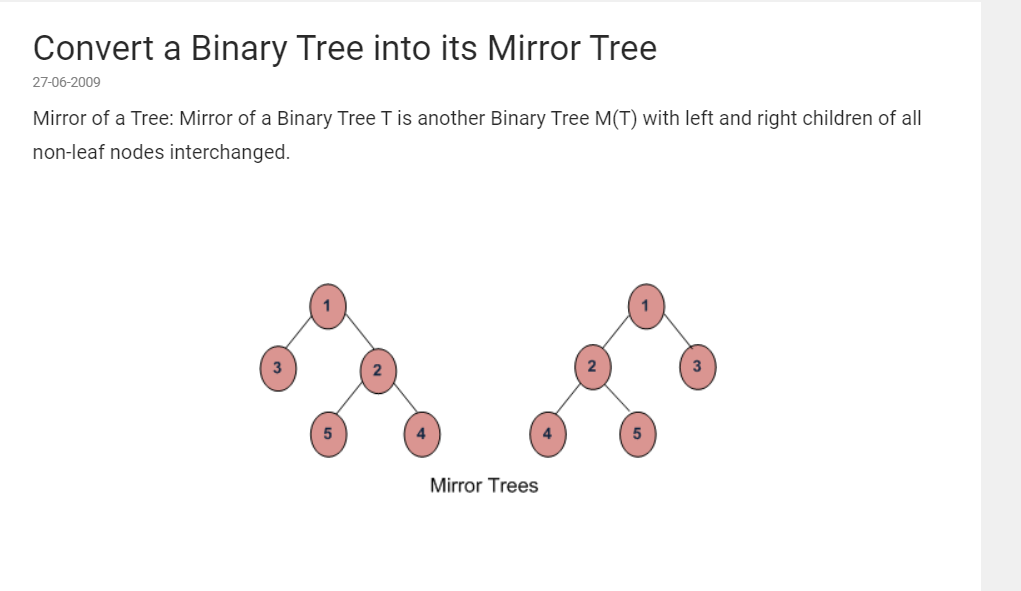 Convert a Binary Tree into its Mirror Tree
27-06-2009
Mirror of a Tree: Mirror of a Binary Tree T is another Binary Tree M(T) with left and right children of all
non-leaf nodes interchanged.
1 1
3 2 2 3
5 4 4 5
Mirror Trees